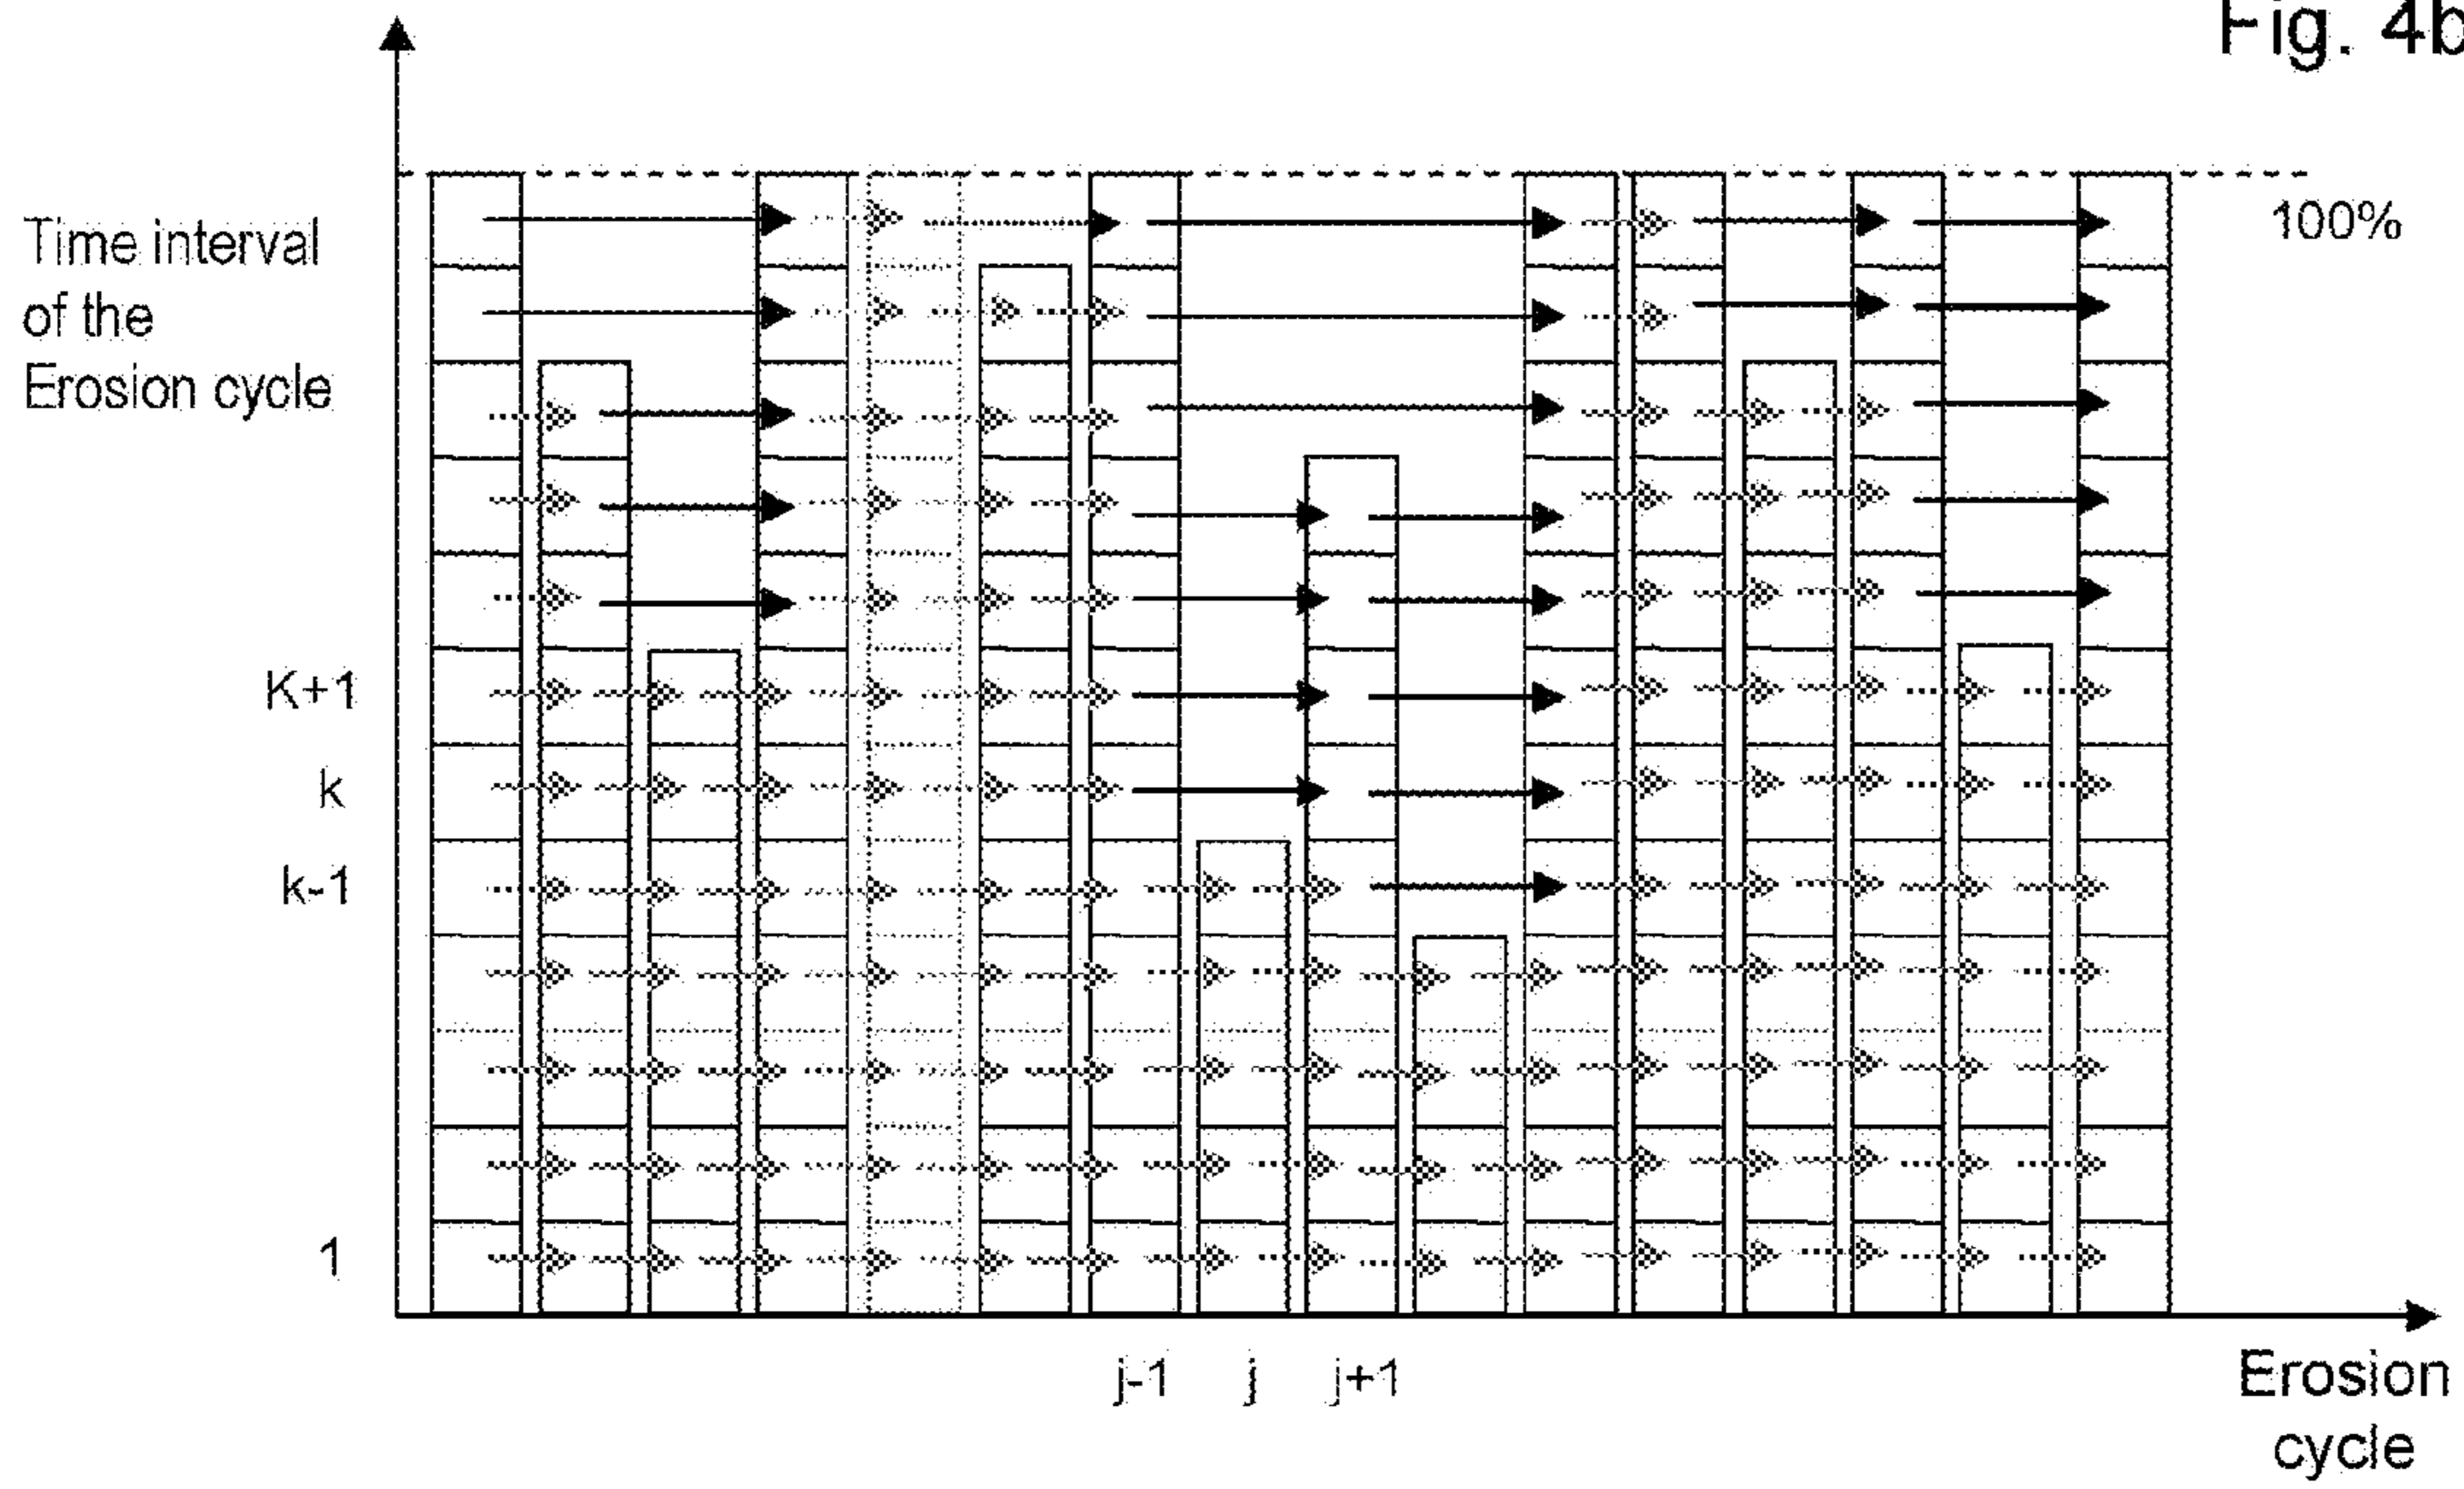 Fig. 4b
Time interval
of the
Erosion cycle
100%
K+1
k
k-1
1
j-1 j j+1
Erosion
cycle